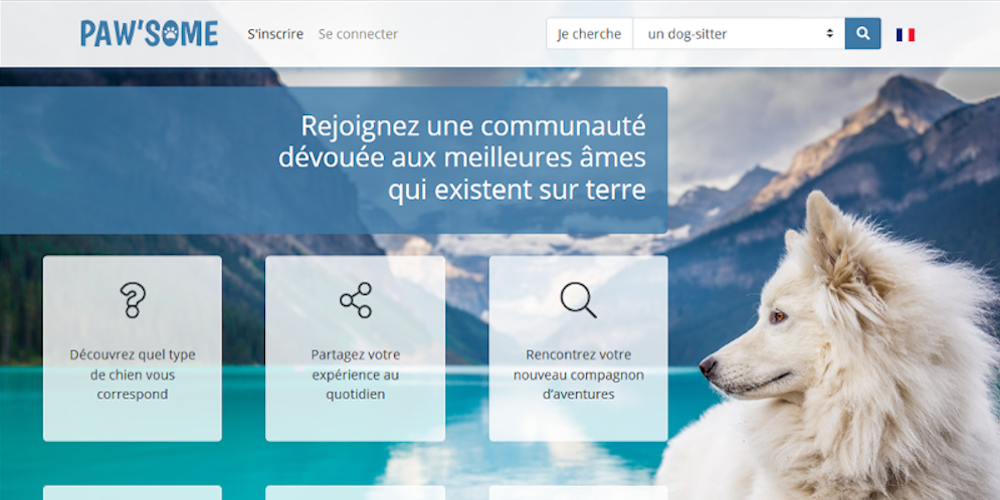 PAW'SOME S'inscrire Se connecter Je cherche un dog-sitter
Rejoignez une communauté
dévouée aux meilleures âmes
qui existent sur terre
Découvrez quel type
de chien vous
correspond
Partagez votre
expérience au
quotidien
Rencontrez votre
nouveau compagnon
d'aventures